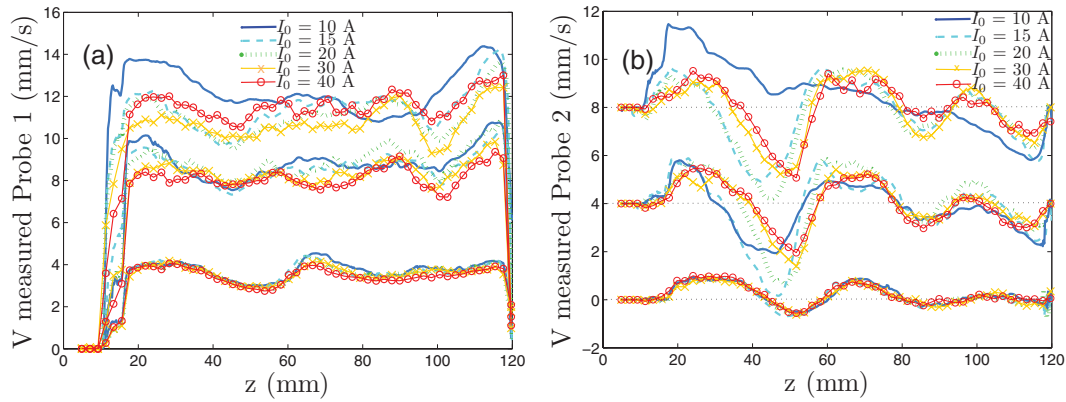 (a)
I₀ = 10 A
I₀ = 15 A
I₀ = 20 A
I₀ = 30 A
I₀ = 40 A
V measured Probe 1 (mm/s)
16
14
12
10
8
6
4
2
0
0 20 40 60 80 100 120
z (mm)
(b)
I₀ = 10 A
I₀ = 15 A
I₀ = 20 A
I₀ = 30 A
I₀ = 40 A
V measured Probe 2 (mm/s)
12
10
8
6
4
2
0
−2
0 20 40 60 80 100 120
z (mm)